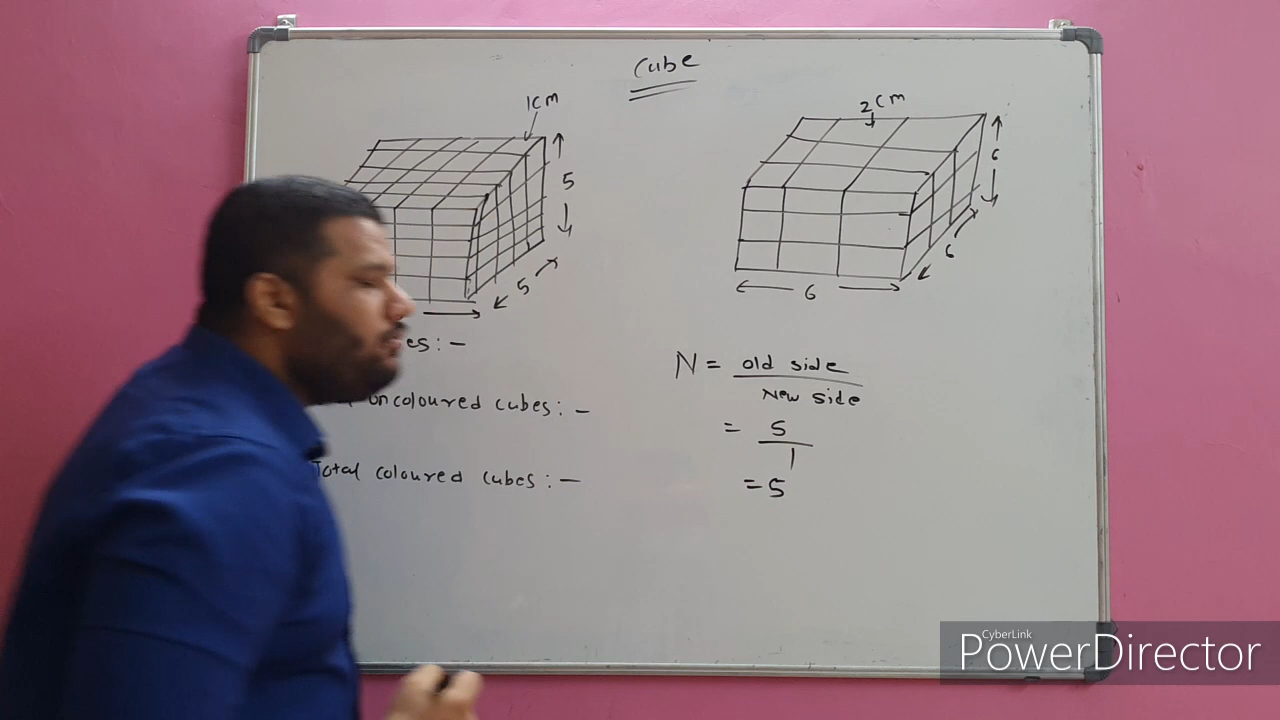 Cube
1cm
2cm
5
6
5
6
6
es:-
uncoloured cubes:-
Total coloured cubes:-
N = old side
New side
= 5
1
=5
CyberLink
PowerDirector